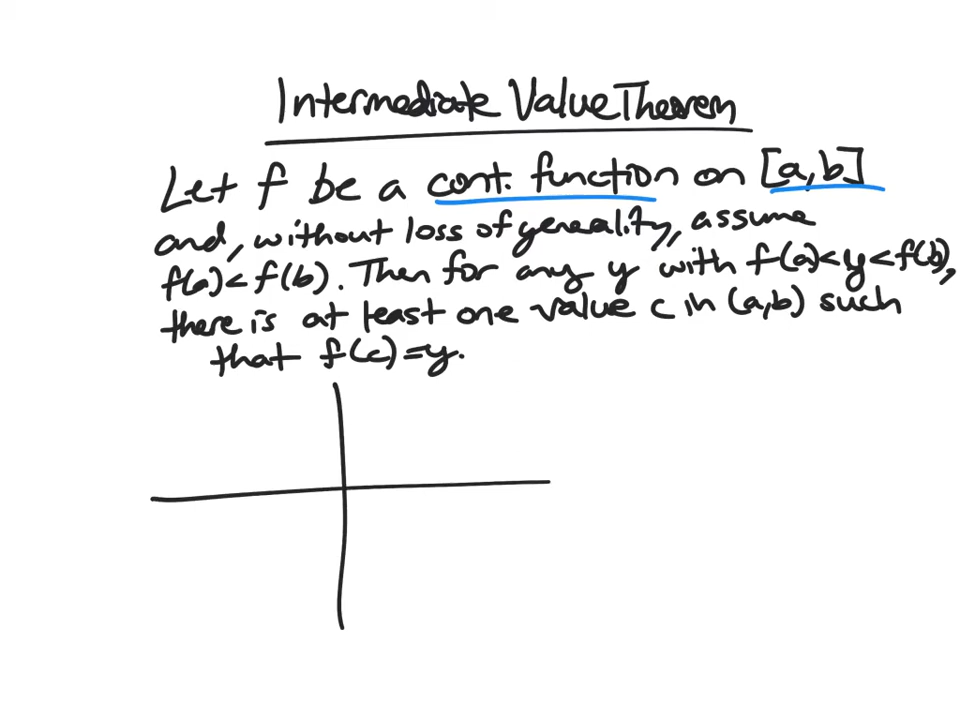 Intermediate Value Theorem
Let f be a cont. function on [a,b]
and, without loss of generality, assume
f(a)<f(b). Then for any y with f(a)<y<f(b),
there is at least one value c in (a,b) such
that f(c)=y.